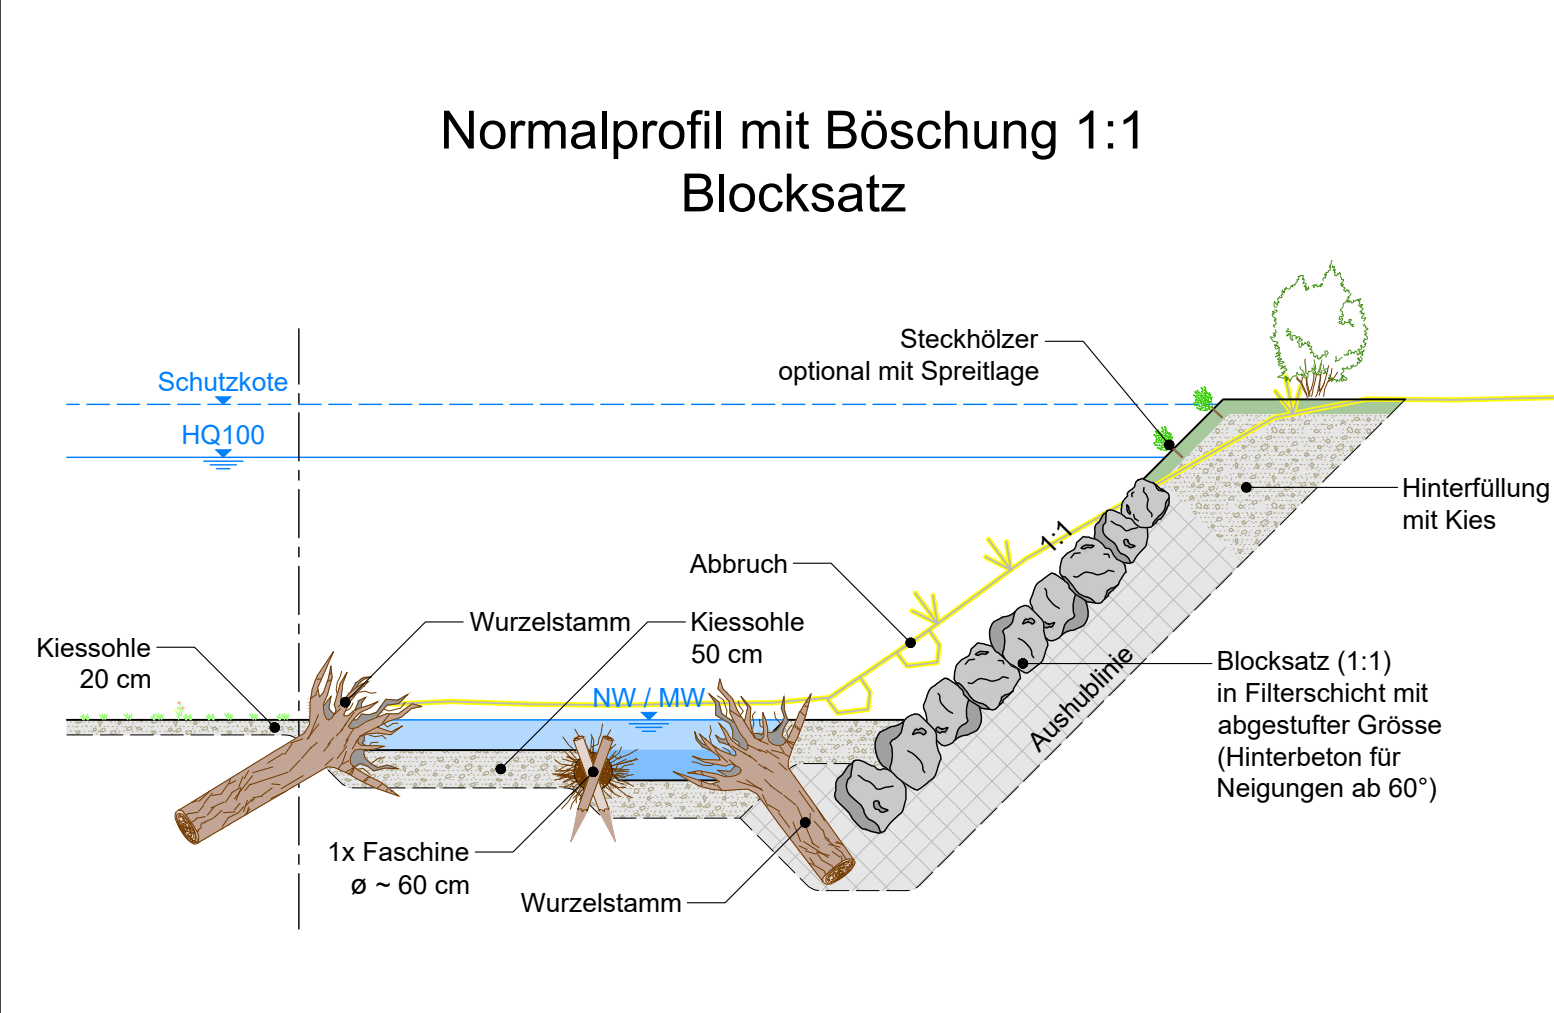 Normalprofil mit Böschung 1:1
Blocksatz
Steckhölzer
optional mit Spreitlage
Schutzkote
HQ100
Hinterfüllung
mit Kies
1:1
Abbruch
Wurzelstamm
Kiessohle
50 cm
Kiessohle
20 cm
NW / MW
Aushublinie
Blocksatz (1:1)
in Filterschicht mit
abgestufter Grösse
(Hinterbeton für
Neigungen ab 60°)
1x Faschine
ø ~ 60 cm
Wurzelstamm